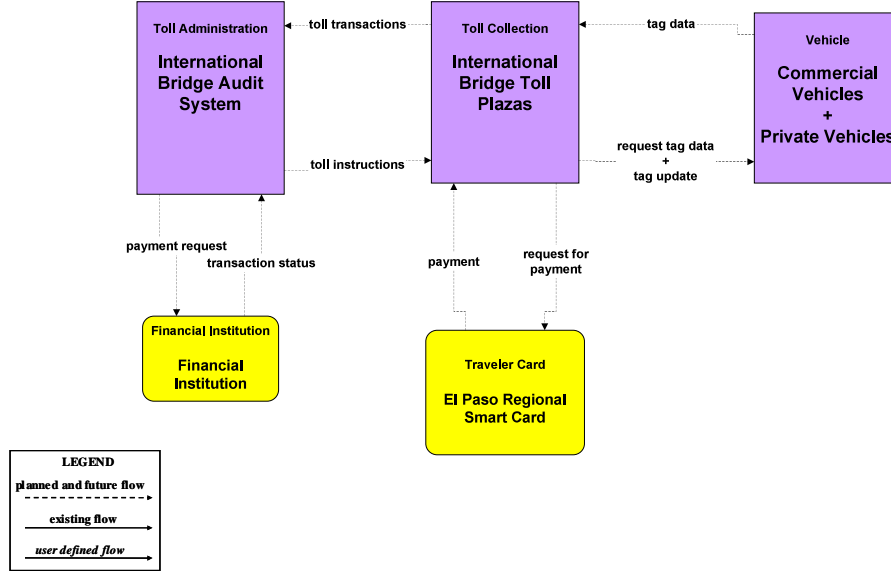 Toll Administration
International
Bridge Audit
System
toll transactions
Toll Collection
International
Bridge Toll
Plazas
tag data
Vehicle
Commercial
Vehicles
+
Private Vehicles
toll instructions
request tag data
+
tag update
payment request
transaction status
payment
request for
payment
Financial Institution
Financial
Institution
Traveler Card
El Paso Regional
Smart Card
LEGEND
planned and future flow
existing flow
user defined flow